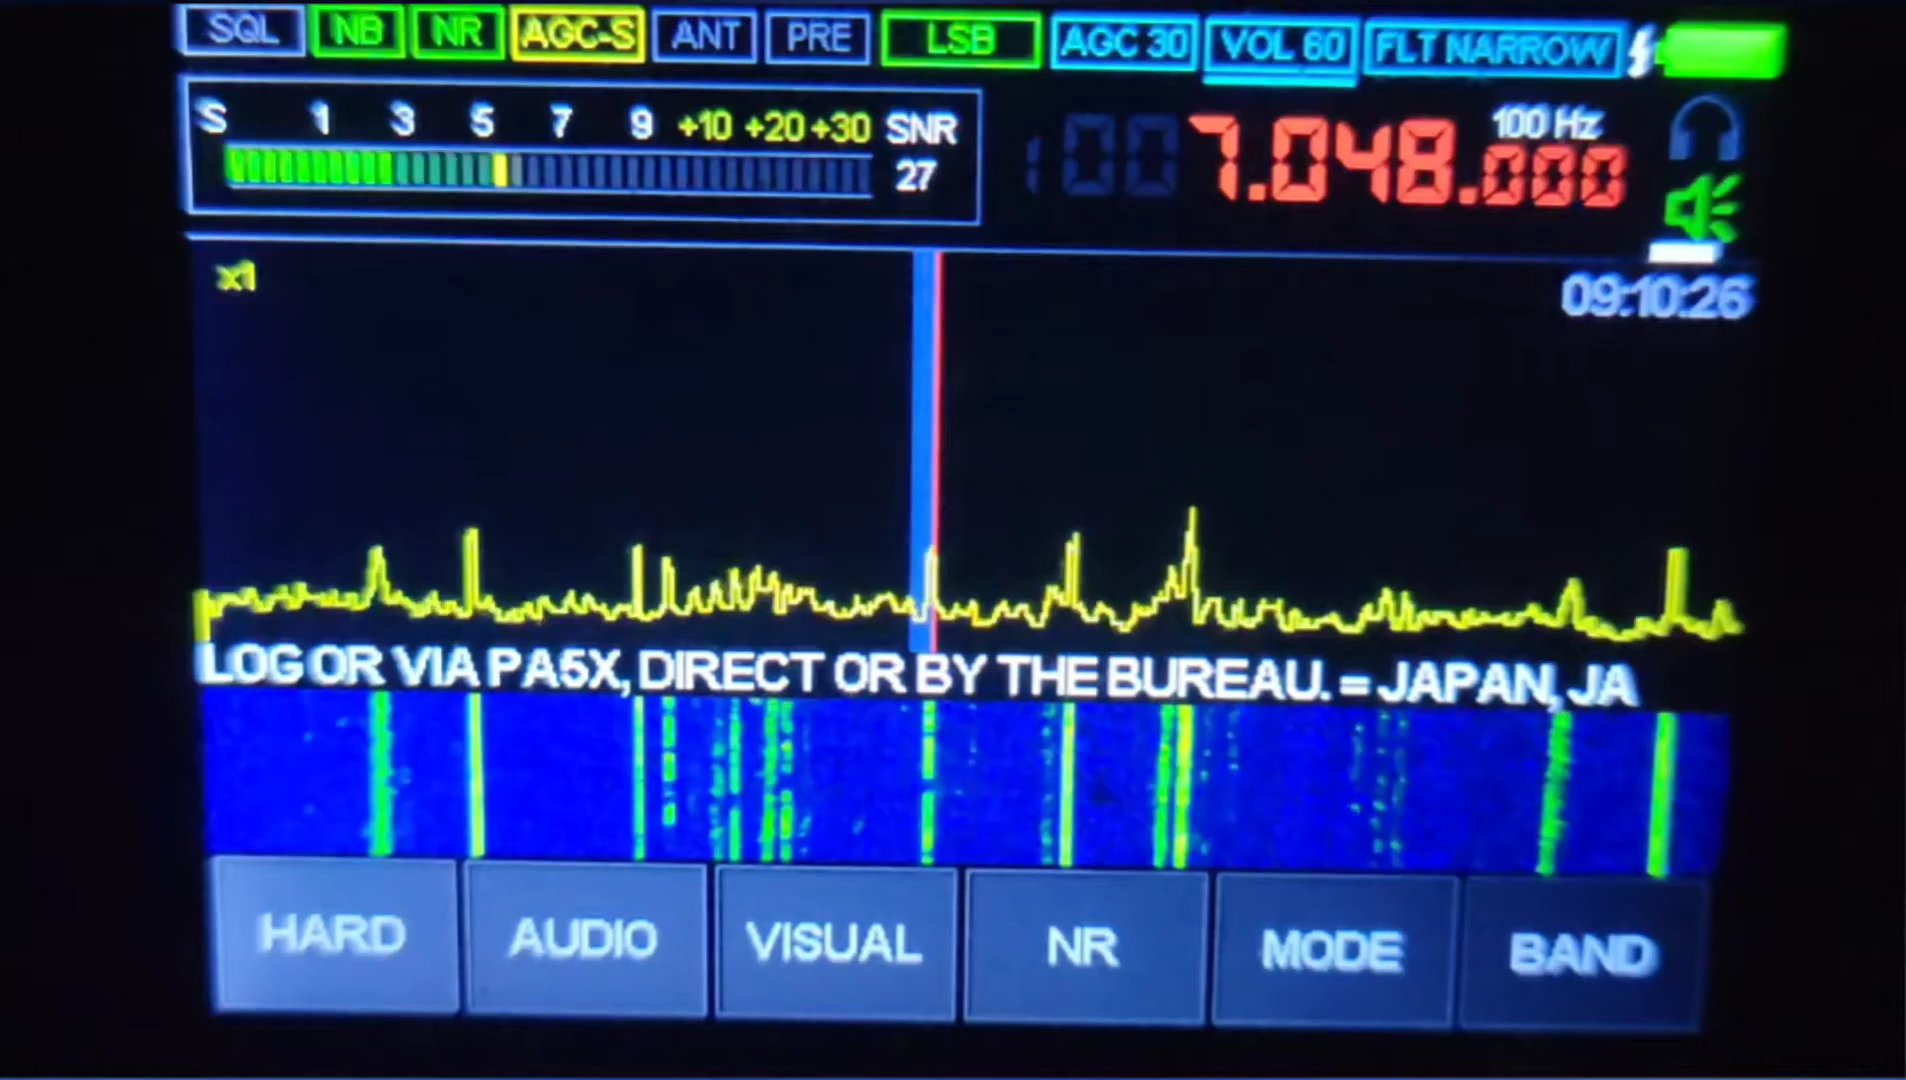 SQL NB NR AGC-S ANT PRE LSB AGC 30 VOL 60 FLT NARROW
S 1 3 5 7 9 +10 +20 +30 SNR
27
100 Hz
7.048.000
x1
09:10:26
LOG OR VIA PA5X, DIRECT OR BY THE BUREAU. = JAPAN, JA
HARD AUDIO VISUAL NR MODE BAND